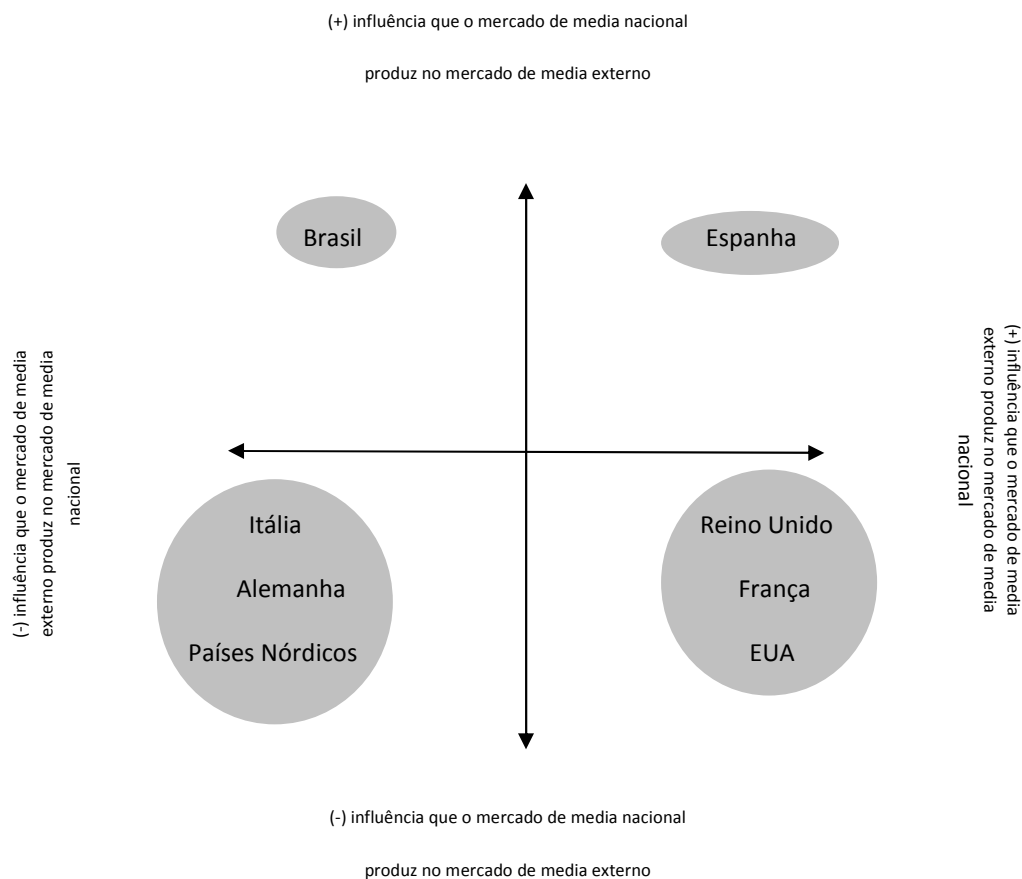 (+) influência que o mercado de media nacional
produz no mercado de media externo
Brasil
Espanha
(-) influência que o mercado de media
externo produz no mercado de media
nacional
(+) influência que o mercado de media
externo produz no mercado de media
nacional
Itália
Alemanha
Países Nórdicos
Reino Unido
França
EUA
(-) influência que o mercado de media nacional
produz no mercado de media externo